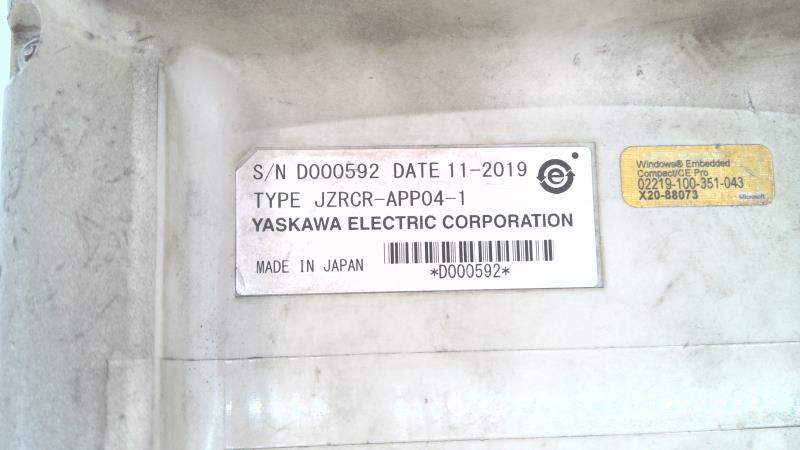 S/N D000592 DATE 11-2019
TYPE JZRCR-APP04-1
YASKAWA ELECTRIC CORPORATION
MADE IN JAPAN
*D000592*
Windows® Embedded
Compact/CE Pro
02219-100-351-043
X20-88073
Microsoft